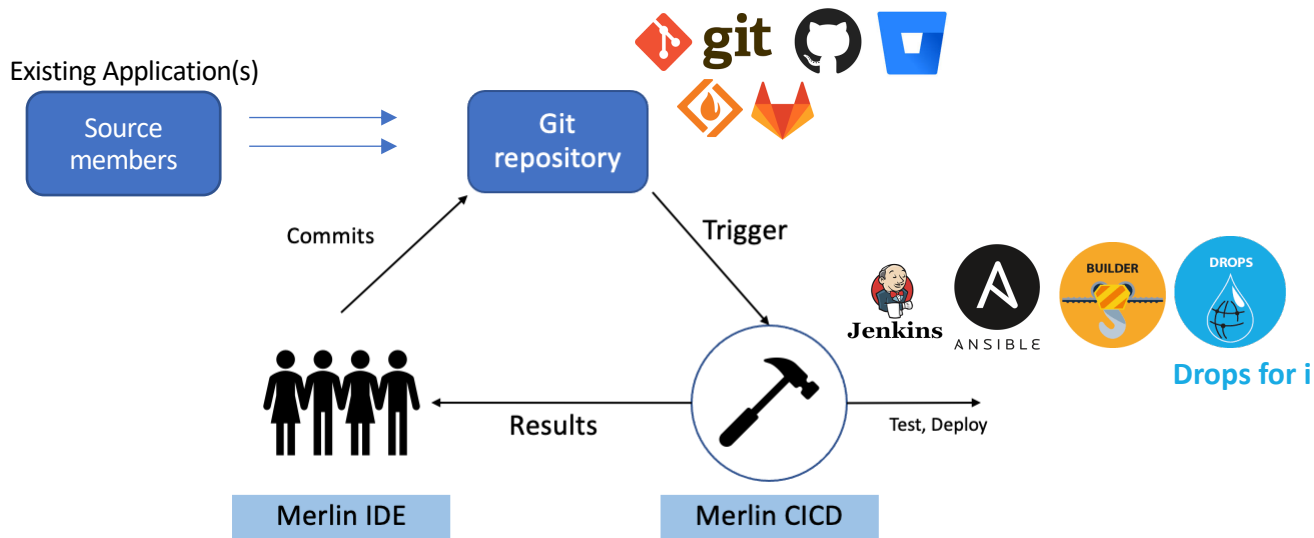 git
Existing Application(s)
Source
members
Git
repository
Commits
Trigger
BUILDER
DROPS
Jenkins
ANSIBLE
Drops for i
Results
Test, Deploy
Merlin IDE
Merlin CICD